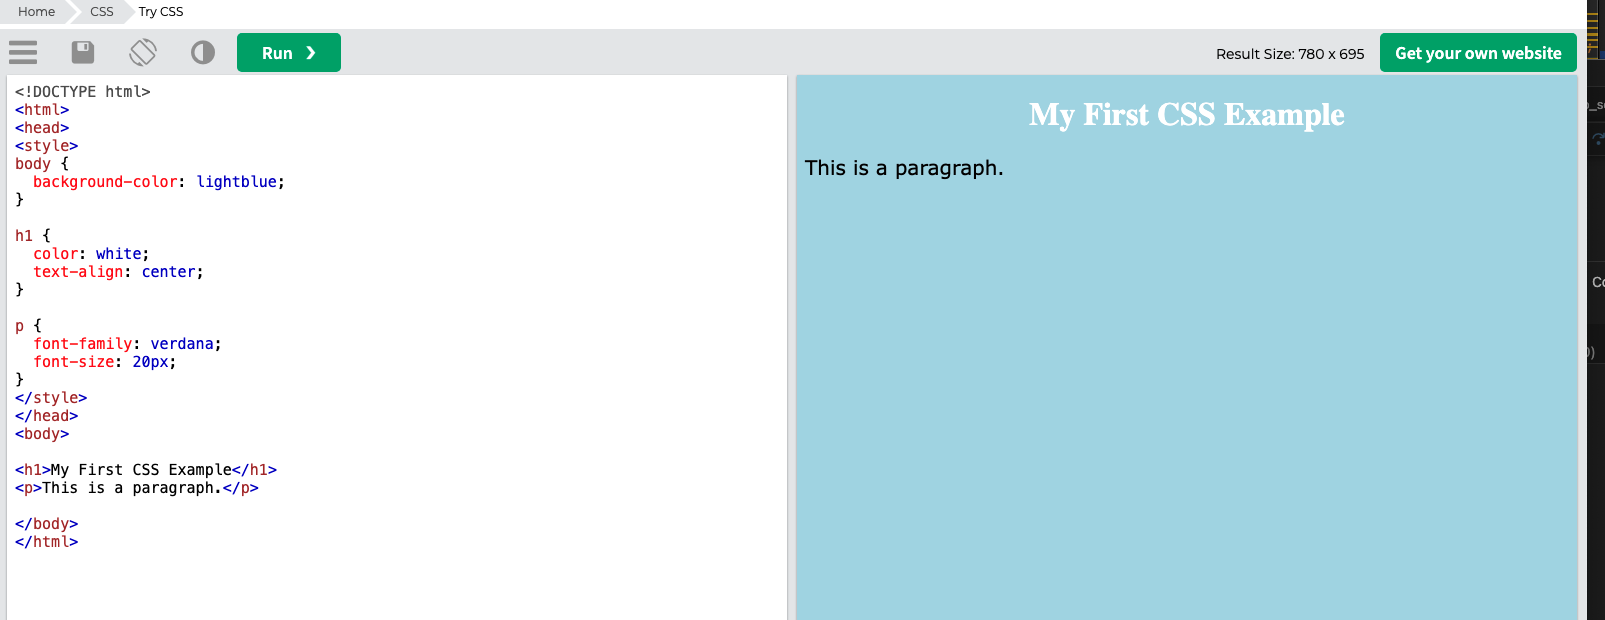 Home CSS Try CSS
Run ❯
Result Size: 780 x 695
Get your own website
<!DOCTYPE html>
<html>
<head>
<style>
body {
  background-color: lightblue;
}

h1 {
  color: white;
  text-align: center;
}

p {
  font-family: verdana;
  font-size: 20px;
}
</style>
</head>
<body>

<h1>My First CSS Example</h1>
<p>This is a paragraph.</p>

</body>
</html>
My First CSS Example
This is a paragraph.